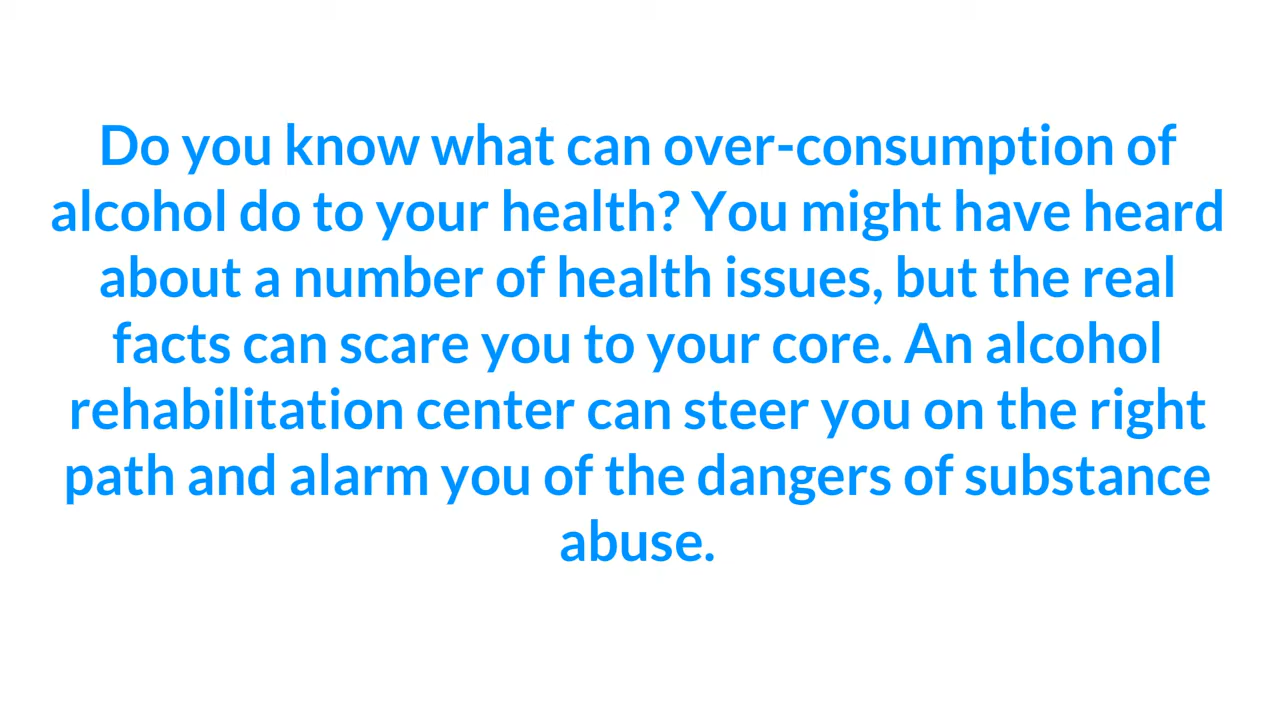 Do you know what can over-consumption of
alcohol do to your health? You might have heard
about a number of health issues, but the real
facts can scare you to your core. An alcohol
rehabilitation center can steer you on the right
path and alarm you of the dangers of substance
abuse.